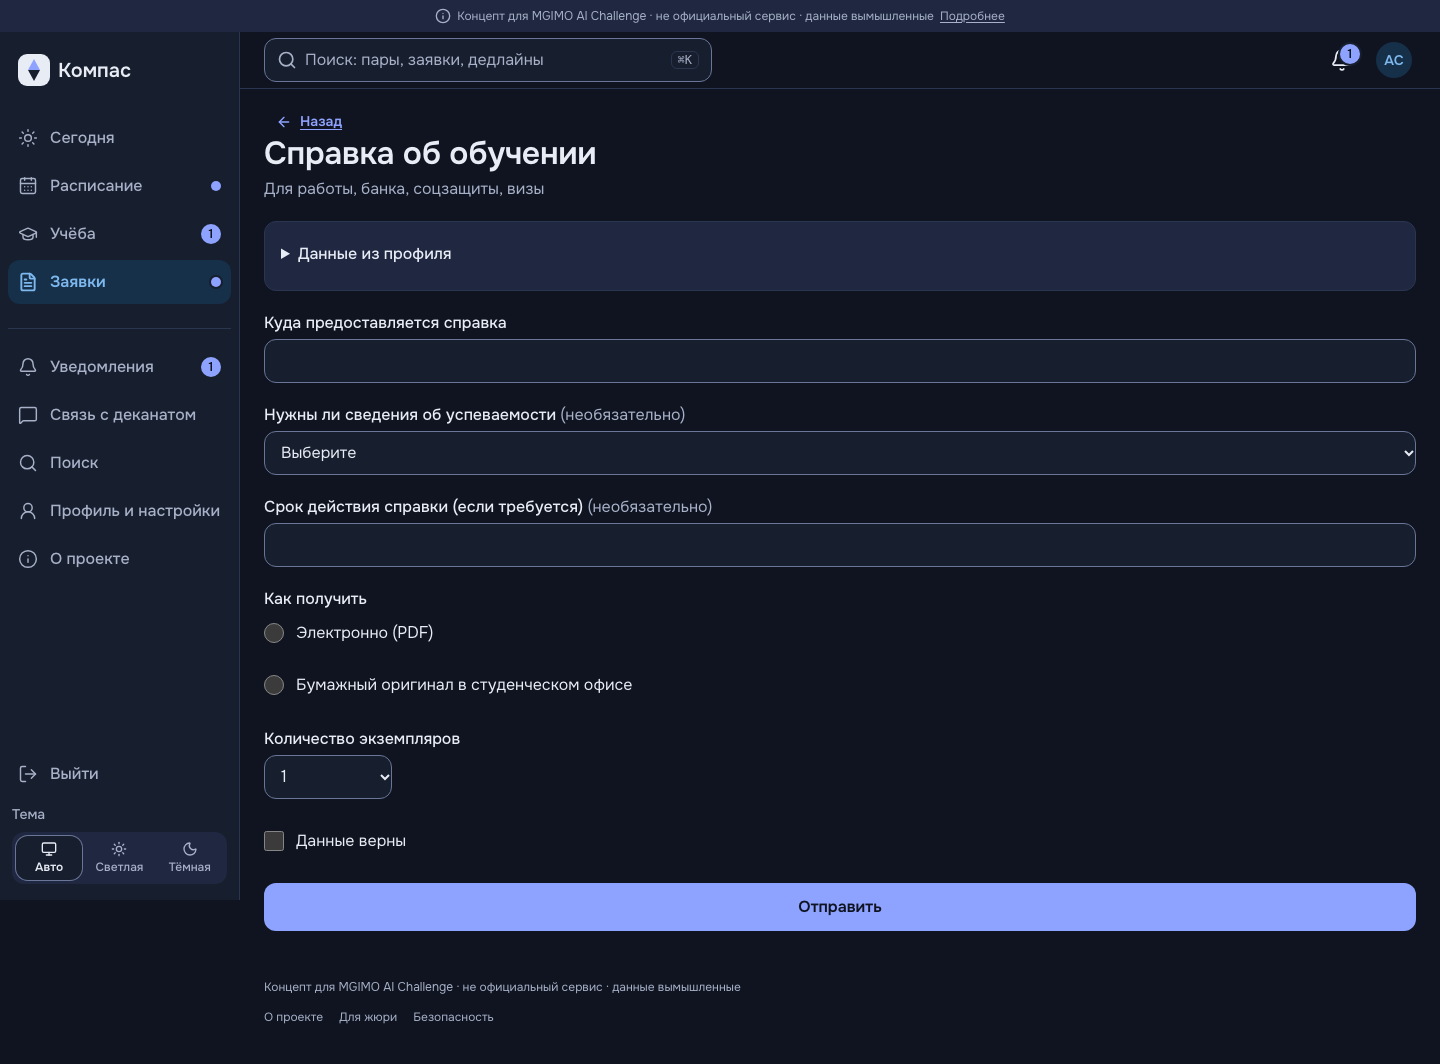 Концепт для MGIMO AI Challenge · не официальный сервис · данные вымышленные Подробнее
Компас
Поиск: пары, заявки, дедлайны
⌘K
1
АС
Сегодня
Расписание
Учёба
1
Заявки
Уведомления
1
Связь с деканатом
Поиск
Профиль и настройки
О проекте
Выйти
Тема
Авто
Светлая
Тёмная
Назад
Справка об обучении
Для работы, банка, соцзащиты, визы
Данные из профиля
Куда предоставляется справка
Нужны ли сведения об успеваемости (необязательно)
Выберите
Срок действия справки (если требуется) (необязательно)
Как получить
Электронно (PDF)
Бумажный оригинал в студенческом офисе
Количество экземпляров
1
Данные верны
Отправить
Концепт для MGIMO AI Challenge · не официальный сервис · данные вымышленные
О проекте
Для жюри
Безопасность